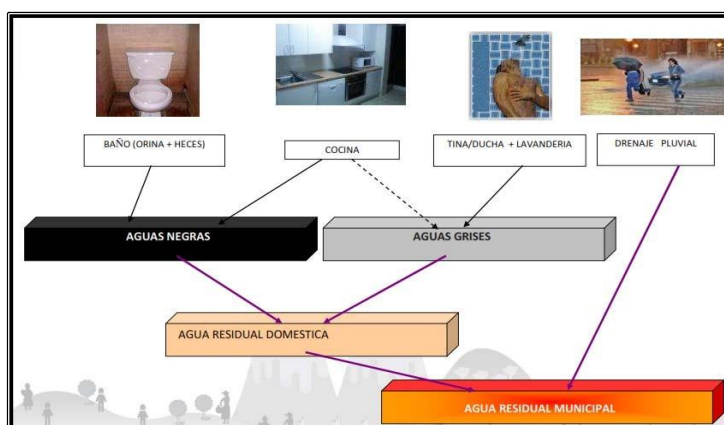 BAÑO (ORINA + HECES)
COCINA
TINA/DUCHA + LAVANDERIA
DRENAJE PLUVIAL
AGUAS NEGRAS
AGUAS GRISES
AGUA RESIDUAL DOMESTICA
AGUA RESIDUAL MUNICIPAL